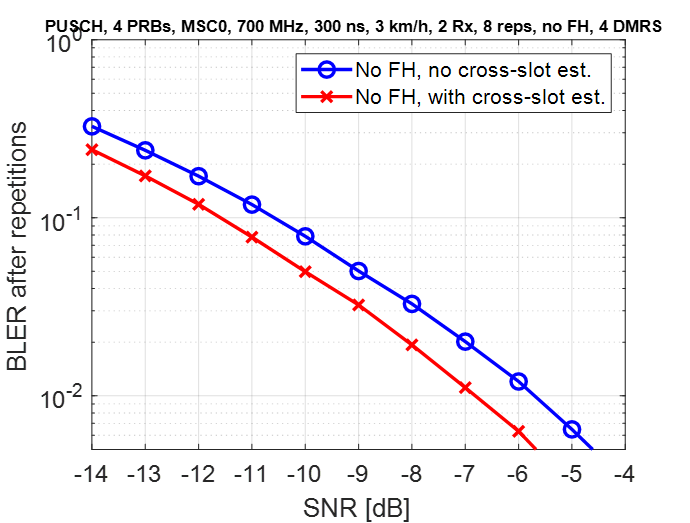 PUSCH, 4 PRBs, MSC0, 700 MHz, 300 ns, 3 km/h, 2 Rx, 8 reps, no FH, 4 DMRS
10^0
No FH, no cross-slot est.
No FH, with cross-slot est.
BLER after repetitions
10^-1
10^-2
-14 -13 -12 -11 -10 -9 -8 -7 -6 -5 -4
SNR [dB]